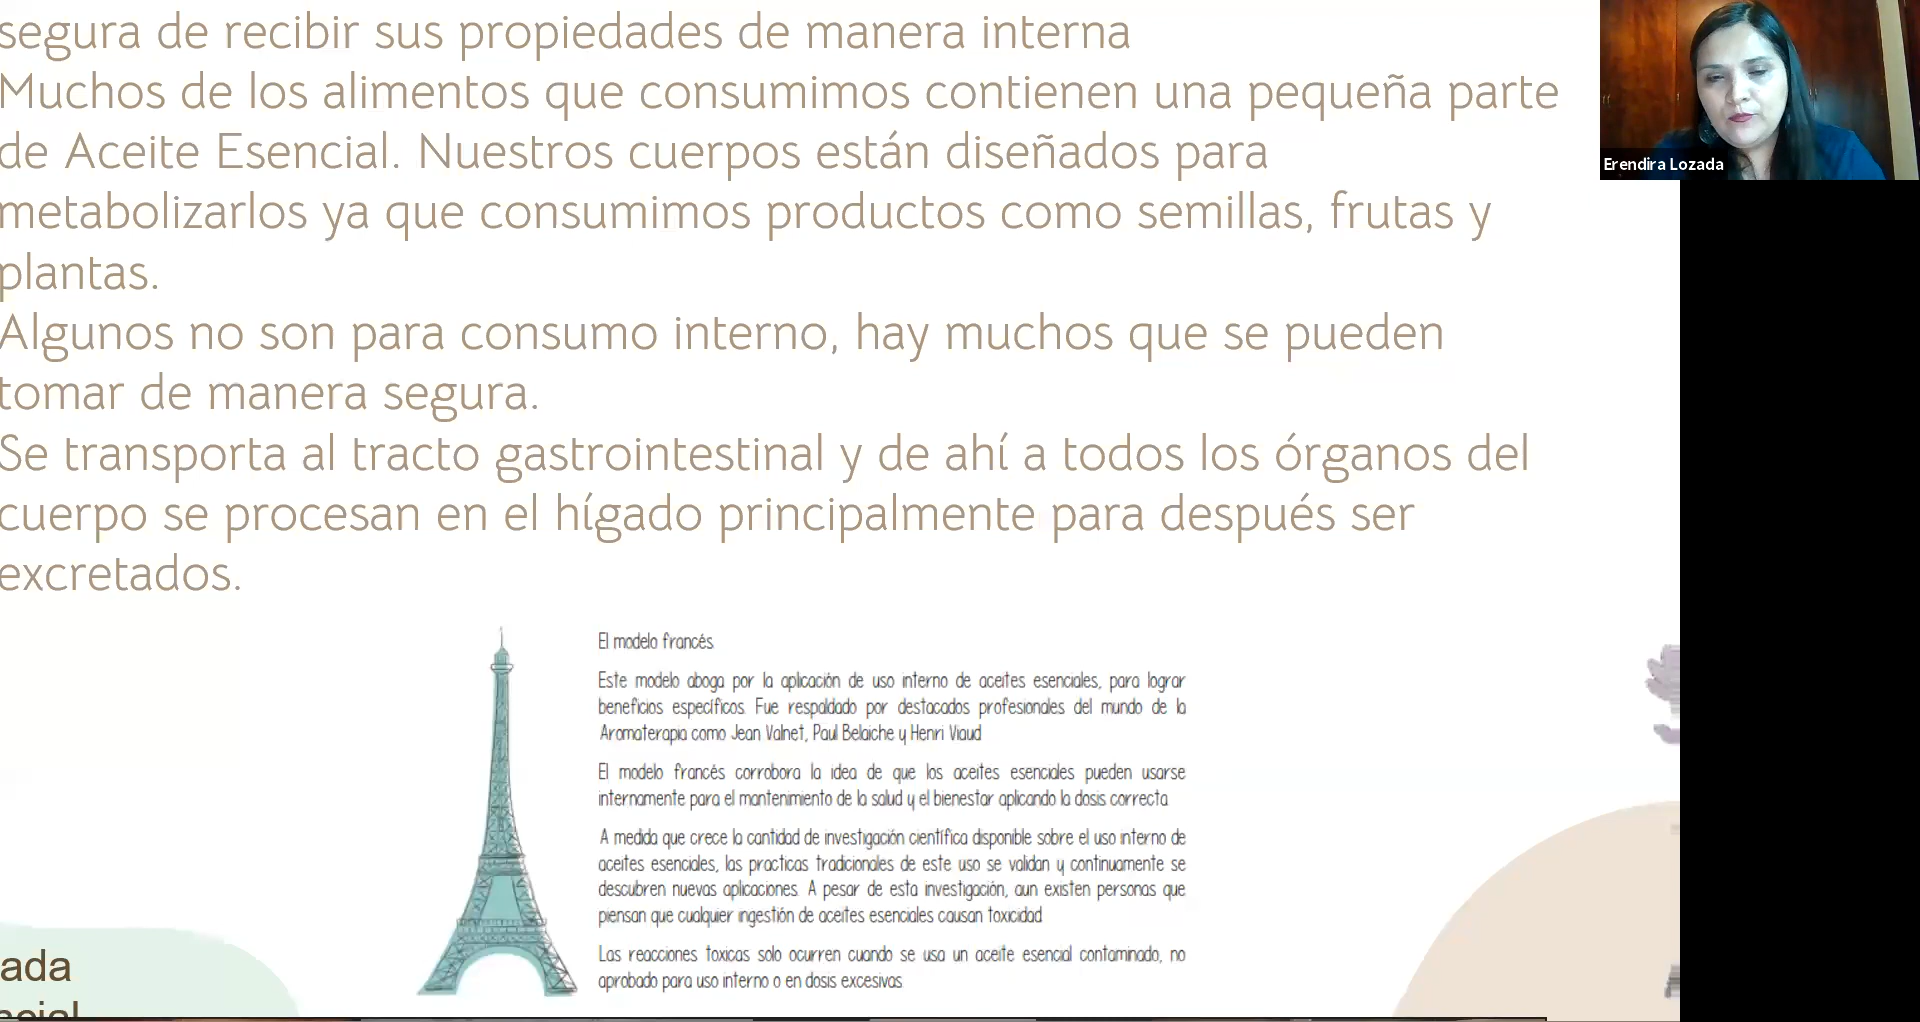 segura de recibir sus propiedades de manera interna
Muchos de los alimentos que consumimos contienen una pequeña parte
de Aceite Esencial. Nuestros cuerpos están diseñados para
metabolizarlos ya que consumimos productos como semillas, frutas y
plantas.
Algunos no son para consumo interno, hay muchos que se pueden
tomar de manera segura.
Se transporta al tracto gastrointestinal y de ahí a todos los órganos del
cuerpo se procesan en el hígado principalmente para después ser
excretados.
Erendira Lozada
El modelo francés.
Este modelo aboga por la aplicación de uso interno de aceites esenciales, para lograr
beneficios específicos. Fue respaldado por destacados profesionales del mundo de la
Aromaterapia como Jean Valnet, Paul Belaiche y Henri Viaud
El modelo francés corrobora la idea de que los aceites esenciales pueden usarse
internamente para el mantenimiento de la salud y el bienestar aplicando la dosis correcta.
A medida que crece la cantidad de investigación científica disponible sobre el uso interno de
aceites esenciales, las practicas tradicionales de este uso se validan y continuamente se
descubren nuevas aplicaciones. A pesar de esta investigación, aun existen personas que
piensan que cualquier ingestión de aceites esenciales causan toxicidad
Las reacciones toxicas solo ocurren cuando se usa un aceite esencial contaminado, no
aprobado para uso interno o en dosis excesivas
ada